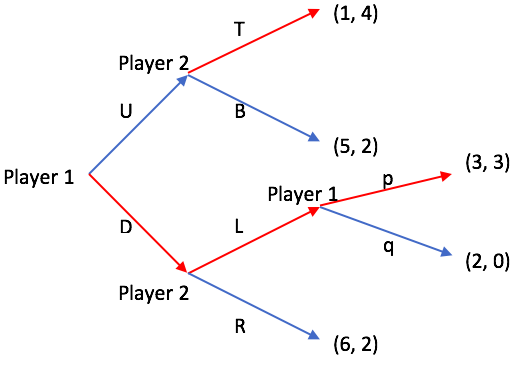 T
(1, 4)
Player 2
U
B
(5, 2)
(3, 3)
Player 1
p
Player 1
D
L
q
(2, 0)
Player 2
R
(6, 2)